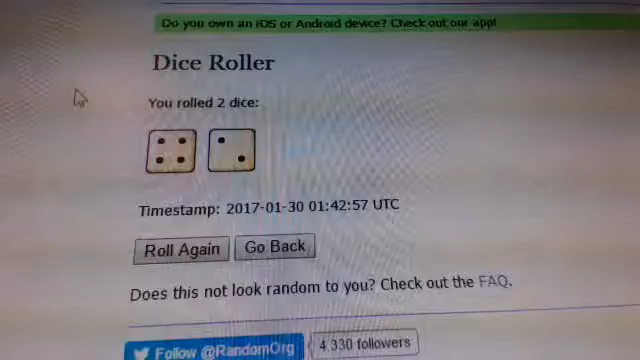 Do you own an iOS or Android device? Check out our app!
Dice Roller
You rolled 2 dice:
Timestamp: 2017-01-30 01:42:57 UTC
Roll Again Go Back
Does this not look random to you? Check out the FAQ.
Follow @RandomOrg 4,330 followers